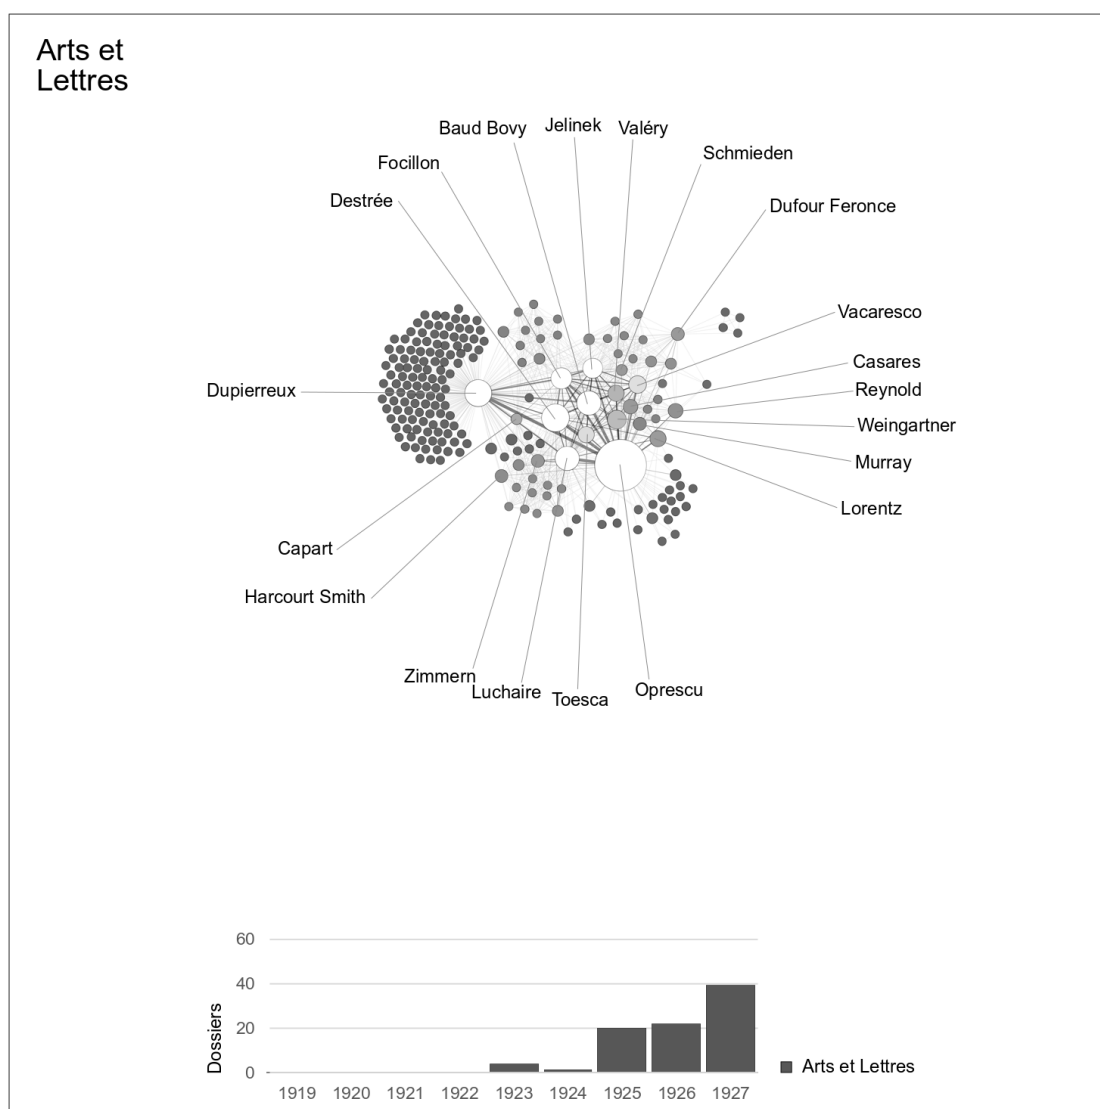 Arts et
Lettres
Baud Bovy
Jelinek
Valéry
Schmieden
Focillon
Destrée
Dufour Feronce
Vacaresco
Casares
Dupierreux
Reynold
Weingartner
Murray
Lorentz
Capart
Harcourt Smith
Zimmern
Luchaire
Toesca
Oprescu
60
40
20
0
Dossiers
1919 1920 1921 1922 1923 1924 1925 1926 1927
Arts et Lettres